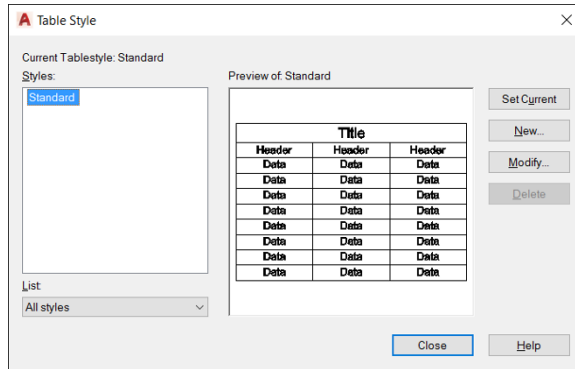 A Table Style
Current Tablestyle: Standard
Styles:
Standard
List:
All styles
Preview of: Standard
Title
Header Header Header
Data Data Data
Data Data Data
Data Data Data
Data Data Data
Data Data Data
Data Data Data
Data Data Data
Data Data Data
Set Current
New...
Modify...
Delete
Close
Help